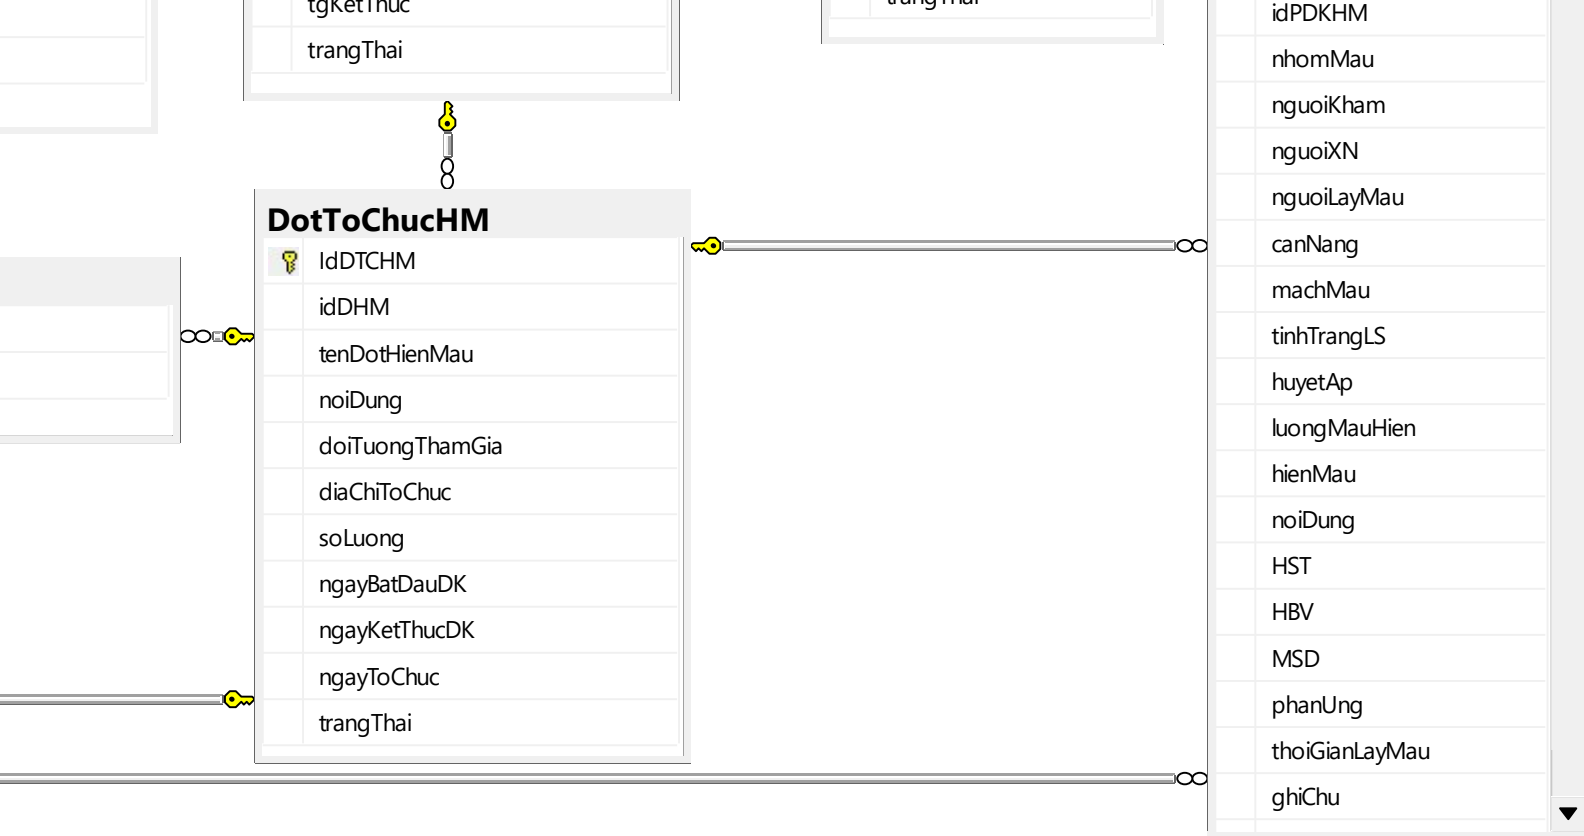 tgKetThuc
trangThai
trangThai
DotToChucHM
IdDTCHM
idDHM
tenDotHienMau
noiDung
doiTuongThamGia
diaChiToChuc
soLuong
ngayBatDauDK
ngayKetThucDK
ngayToChuc
trangThai
idPDKHM
nhomMau
nguoiKham
nguoiXN
nguoiLayMau
canNang
machMau
tinhTrangLS
huyetAp
luongMauHien
hienMau
noiDung
HST
HBV
MSD
phanUng
thoiGianLayMau
ghiChu